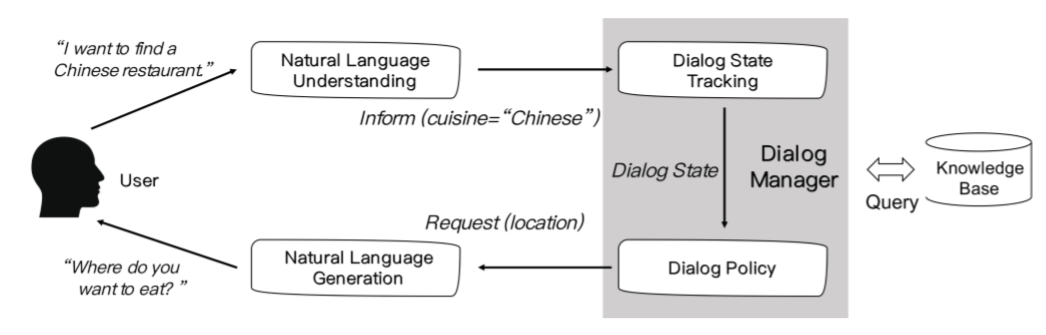 “I want to find a
Chinese restaurant.”
Natural Language
Understanding
Dialog State
Tracking
Inform (cuisine=“Chinese”)
User
Dialog State
Dialog
Manager
Query
Knowledge
Base
Request (location)
“Where do you
want to eat? ”
Natural Language
Generation
Dialog Policy